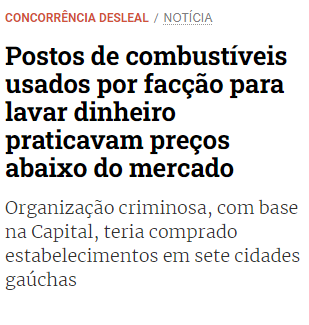 CONCORRÊNCIA DESLEAL / NOTÍCIA
Postos de combustíveis
usados por facção para
lavar dinheiro
praticavam preços
abaixo do mercado
Organização criminosa, com base
na Capital, teria comprado
estabelecimentos em sete cidades
gaúchas